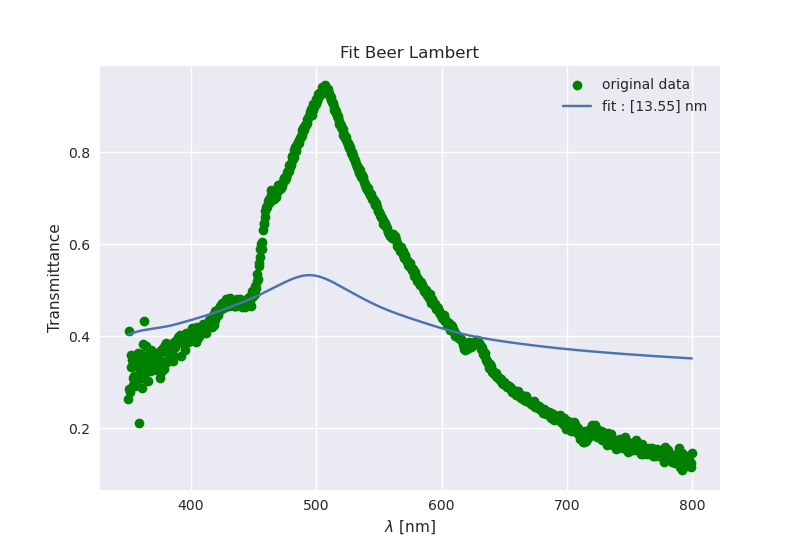 Fit Beer Lambert
original data
fit : [13.55] nm
Transmittance
0.8
0.6
0.4
0.2
400 500 600 700 800
λ [nm]